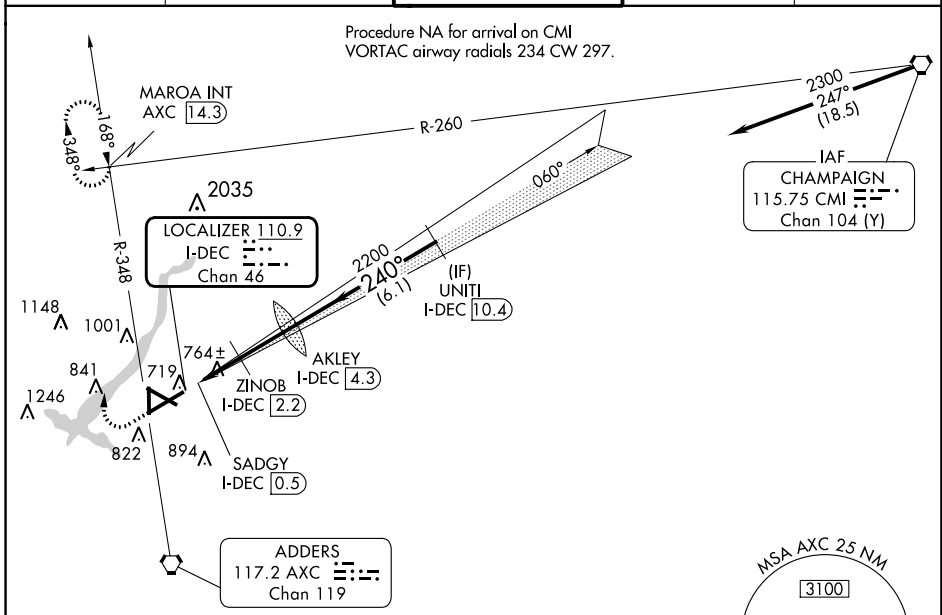 Procedure NA for arrival on CMI
VORTAC airway radials 234 CW 297.
MAROA INT
AXC 14.3
168°
348°
R-260
2300
247°
(18.5)
IAF
CHAMPAIGN
115.75 CMI
Chan 104 (Y)
060°
2035
LOCALIZER 110.9
I-DEC
Chan 46
R-348
2200
240°
(6.1)
(IF)
UNITI
I-DEC 10.4
1148
1001
764±
AKLEY
I-DEC 4.3
841
719
ZINOB
I-DEC 2.2
1246
822
894
SADGY
I-DEC 0.5
ADDERS
117.2 AXC
Chan 119
MSA AXC 25 NM
3100